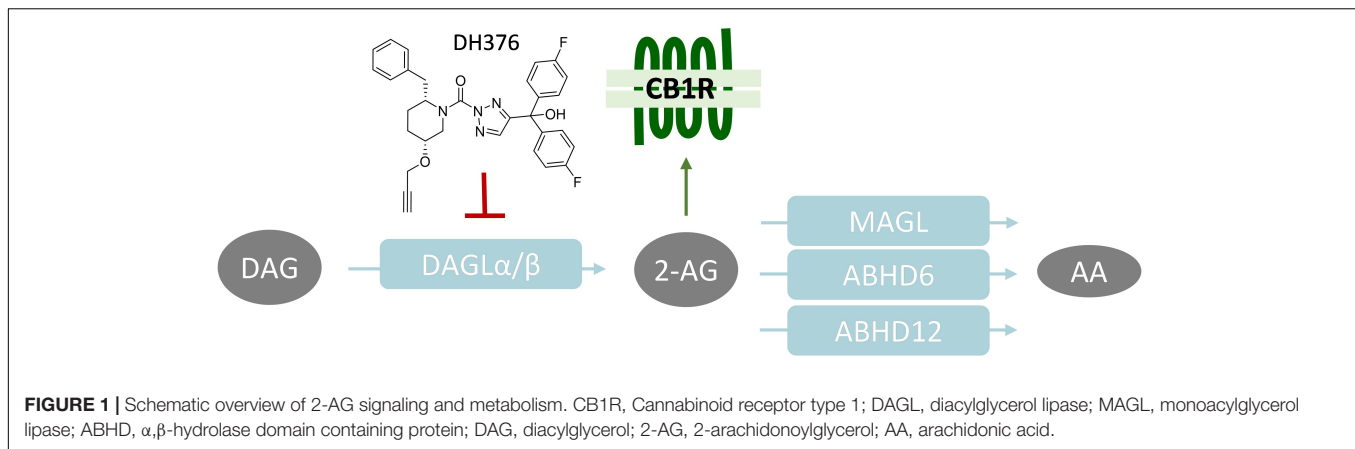 DH376
F
O
N
N
N
N
OH
O
F
CB1R
DAG
DAGLα/β
2-AG
MAGL
ABHD6
ABHD12
AA
FIGURE 1 | Schematic overview of 2-AG signaling and metabolism. CB1R, Cannabinoid receptor type 1; DAGL, diacylglycerol lipase; MAGL, monoacylglycerol
lipase; ABHD, α,β-hydrolase domain containing protein; DAG, diacylglycerol; 2-AG, 2-arachidonoylglycerol; AA, arachidonic acid.